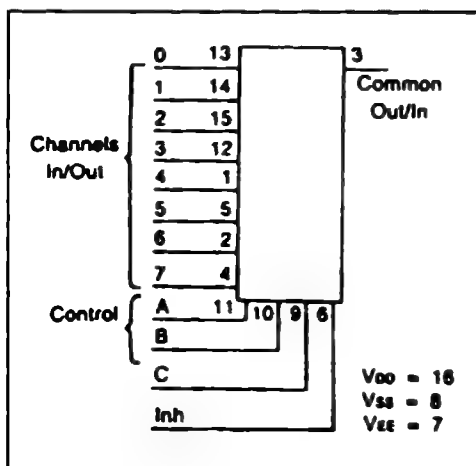 0 13 3
1 14 Common
2 15 Out/In
Channels 3 12
In/Out 4 1
5 5
6 2
7 4
Control A 11 10 9 6
B
C VDD = 16
VSS = 8
Inh VEE = 7